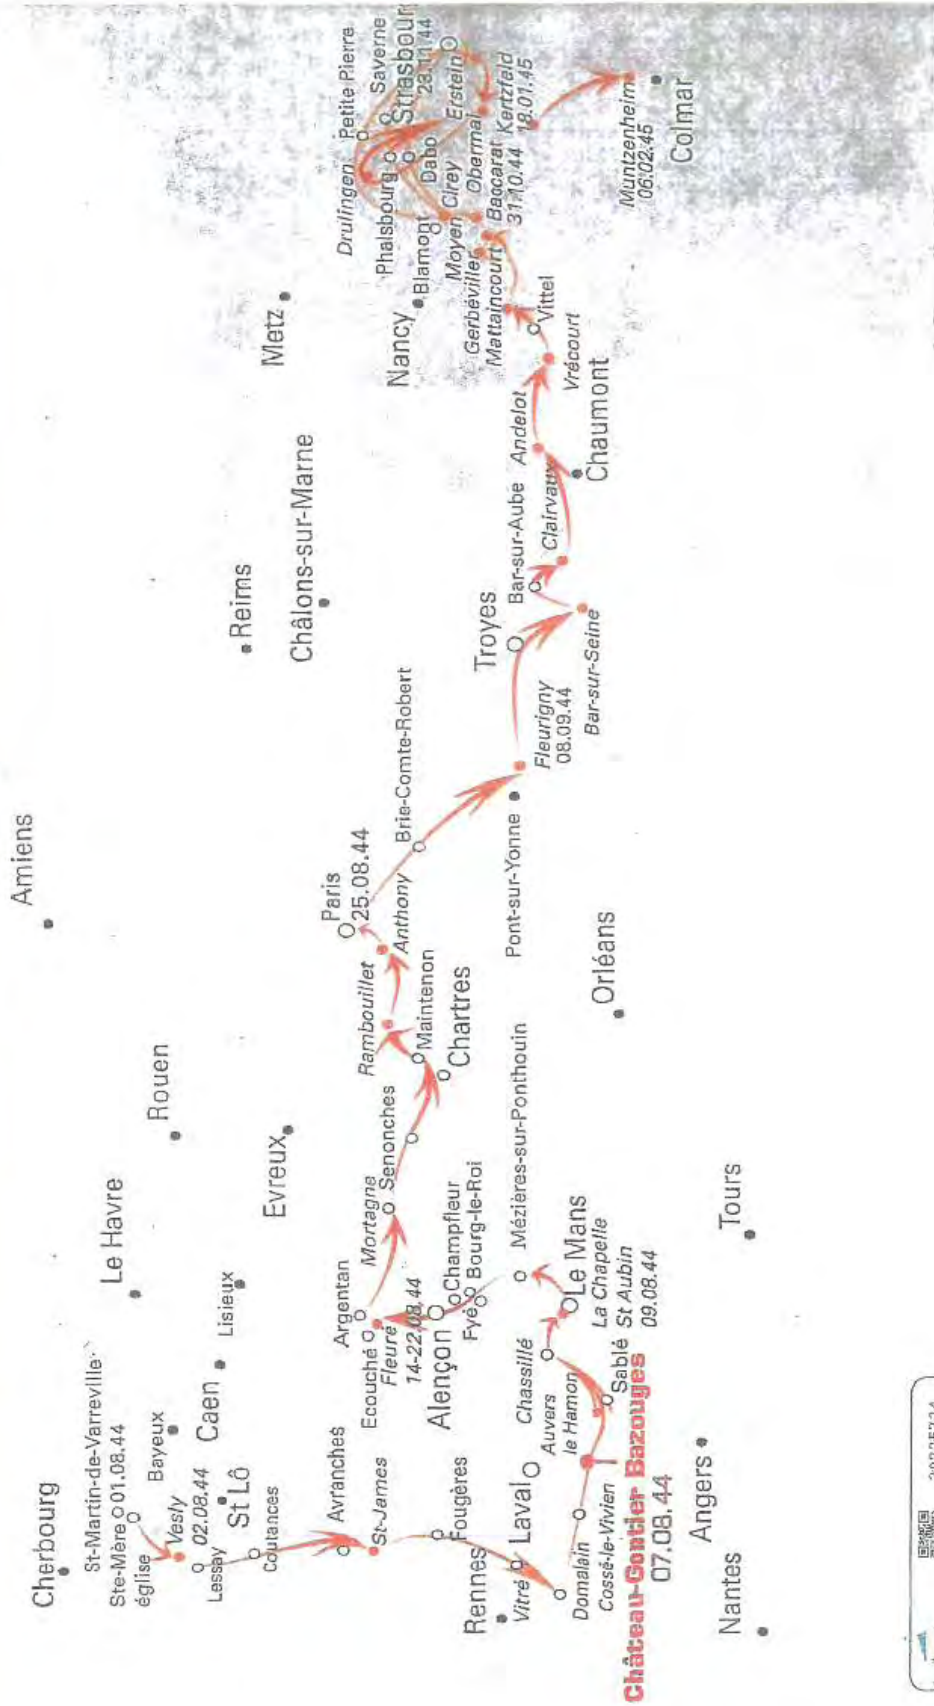 Cherbourg
St-Martin-de-Varreville
Ste-Mère
église
01.08.44
Bayeux
Vesly
02.08.44
Lessay
St Lô
Caen
Lisieux
Le Havre
Rouen
Amiens
Evreux
Coutances
Avranches
St-James
Fougères
Rennes
Vitré
Laval
Domalain
Cossé-le-Vivien
Château-Gontier Bazouges
07.08.44
Auvers
le Hamon
Sablé
Chassillé
Le Mans
La Chapelle
St Aubin
09.08.44
Mézières-sur-Ponthouin
Bourg-le-Roi
Fyé
Champfleur
Alençon
Argentan
Ecouché
Fleuré
14-22.08.44
Mortagne
Senonches
Chartres
Maintenon
Rambouillet
Anthony
Paris
25.08.44
Brie-Comte-Robert
Pont-sur-Yonne
Fleurigny
08.09.44
Troyes
Bar-sur-Seine
Bar-sur-Aube
Clairvaux
Chaumont
Andelot
Vrécourt
Vittel
Mattaincourt
Gerbéviller
Moyen
Baccarat
31.10.44
Cirey
Blamont
Nancy
Metz
Reims
Châlons-sur-Marne
Drulingen
Petite Pierre
Phalsbourg
Saverne
Dabo
Strasbourg
23.11.44
Erstein
Obermal
Kertzfeld
18.01.45
Muntzenheim
06.02.45
Colmar
Orléans
Tours
Angers
Nantes